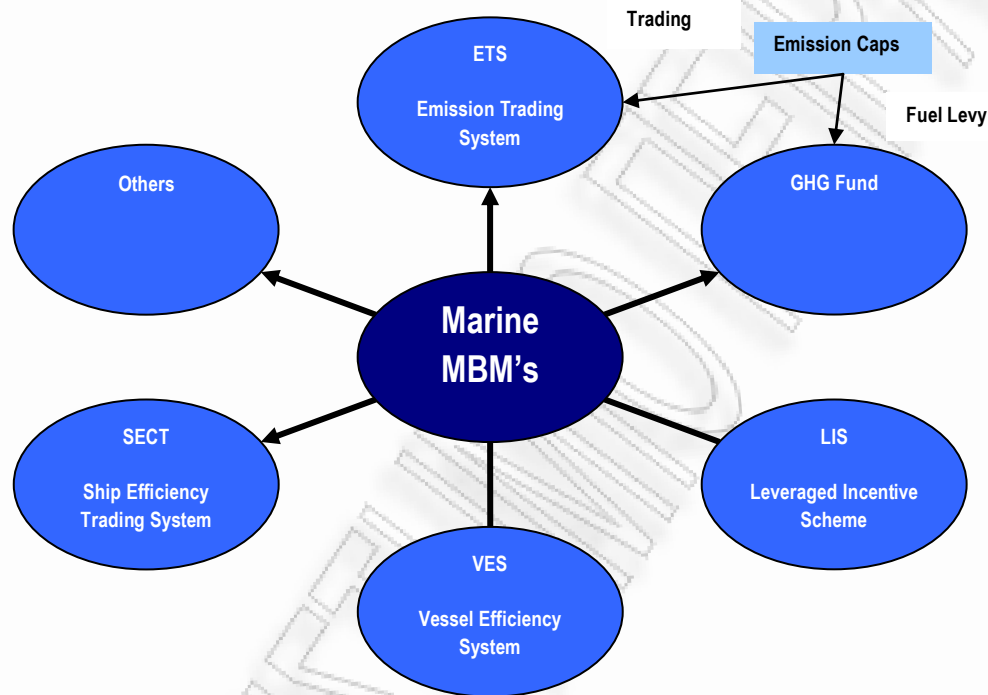 Trading
Emission Caps
Fuel Levy
ETS
Emission Trading
System
Others
GHG Fund
Marine
MBM's
SECT
Ship Efficiency
Trading System
LIS
Leveraged Incentive
Scheme
VES
Vessel Efficiency
System